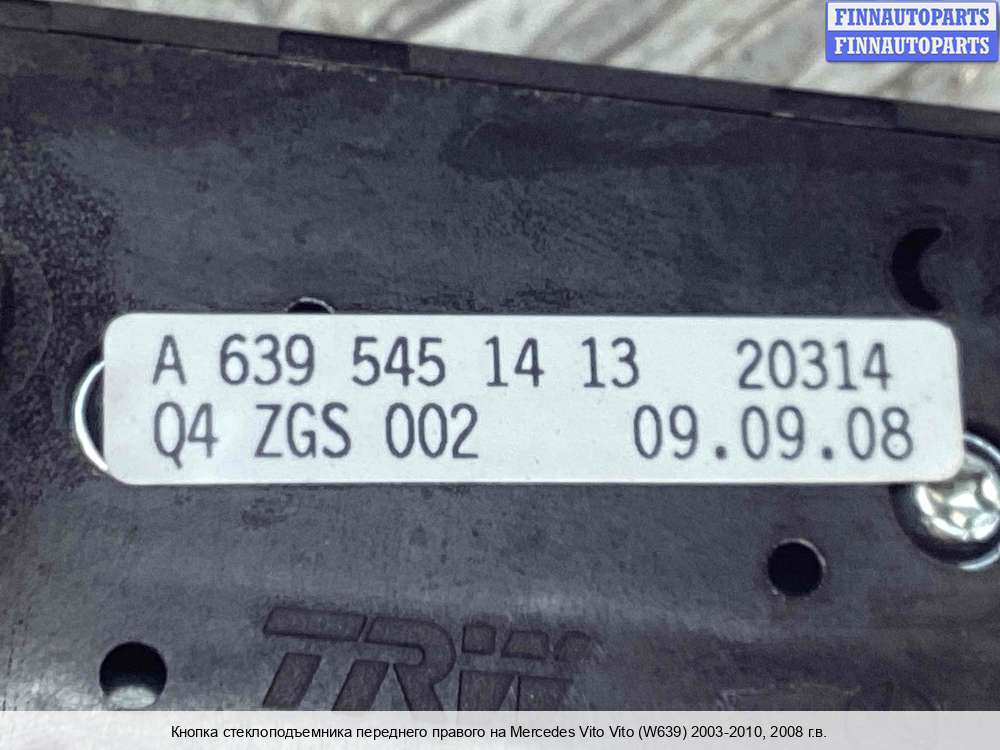 FINNAUTOPARTS
FINNAUTOPARTS
A 639 545 14 13 20314
Q4 ZGS 002 09.09.08
TRW
Кнопка стеклоподъемника переднего правого на Mercedes Vito Vito (W639) 2003-2010, 2008 г.в.